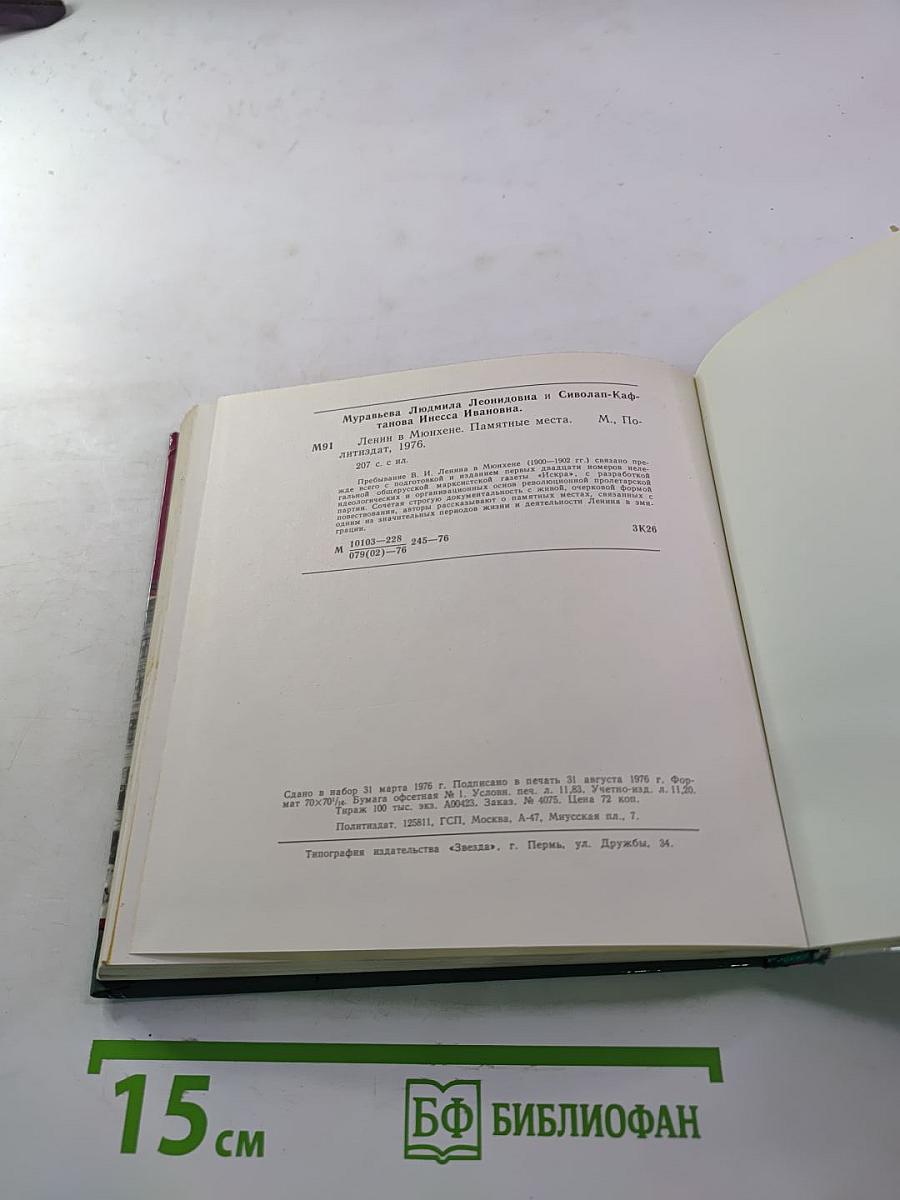 Муравьева Людмила Леонидовна и Сиволап-Каф-
танова Инесса Ивановна.
М91 Ленин в Мюнхене. Памятные места. М., По-
литиздат, 1976.
207 с. с ил.
Пребывание В. И. Ленина в Мюнхене (1900—1902 гг.) связано пре-
жде всего с подготовкой и изданием первых двадцати номеров неле-
гальной общерусской марксистской газеты «Искра», с разработкой
идеологических и организационных основ революционной пролетарской
партии. Сочетая строгую документальность с живой, очерковой формой
повествования, авторы рассказывают о памятных местах, связанных с
одним из значительных периодов жизни и деятельности Ленина в эми-
грации.
М 10103—228 245—76 3К26
079(02)—76
Сдано в набор 31 марта 1976 г. Подписано в печать 31 августа 1976 г. Фор-
мат 70×70¹/₁₆. Бумага офсетная № 1. Условн. печ. л. 11,83. Учетно-изд. л. 11,20.
Тираж 100 тыс. экз. А00423. Заказ. № 4075. Цена 72 коп.
Политиздат, 125811, ГСП, Москва, А-47, Миусская пл., 7.
Типография издательства «Звезда», г. Пермь, ул. Дружбы, 34.
15 см
БФ БИБЛИОФАН